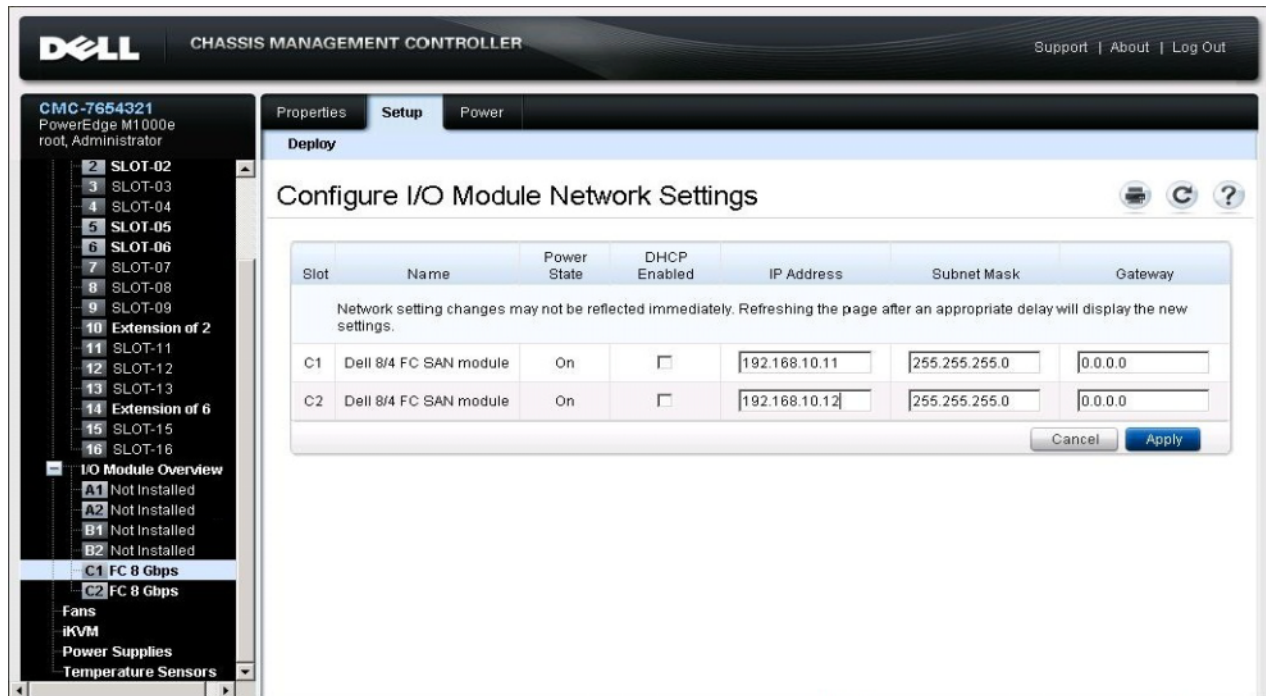 DELL
CHASSIS MANAGEMENT CONTROLLER
Support | About | Log Out
CMC-7654321
PowerEdge M1000e
root, Administrator
2 SLOT-02
3 SLOT-03
4 SLOT-04
5 SLOT-05
6 SLOT-06
7 SLOT-07
8 SLOT-08
9 SLOT-09
10 Extension of 2
11 SLOT-11
12 SLOT-12
13 SLOT-13
14 Extension of 6
15 SLOT-15
16 SLOT-16
I/O Module Overview
A1 Not Installed
A2 Not Installed
B1 Not Installed
B2 Not Installed
C1 FC 8 Gbps
C2 FC 8 Gbps
Fans
iKVM
Power Supplies
Temperature Sensors
Properties Setup Power
Deploy
Configure I/O Module Network Settings
Slot Name Power State DHCP Enabled IP Address Subnet Mask Gateway
Network setting changes may not be reflected immediately. Refreshing the page after an appropriate delay will display the new
settings.
C1 Dell 8/4 FC SAN module On 192.168.10.11 255.255.255.0 0.0.0.0
C2 Dell 8/4 FC SAN module On 192.168.10.12 255.255.255.0 0.0.0.0
Cancel Apply